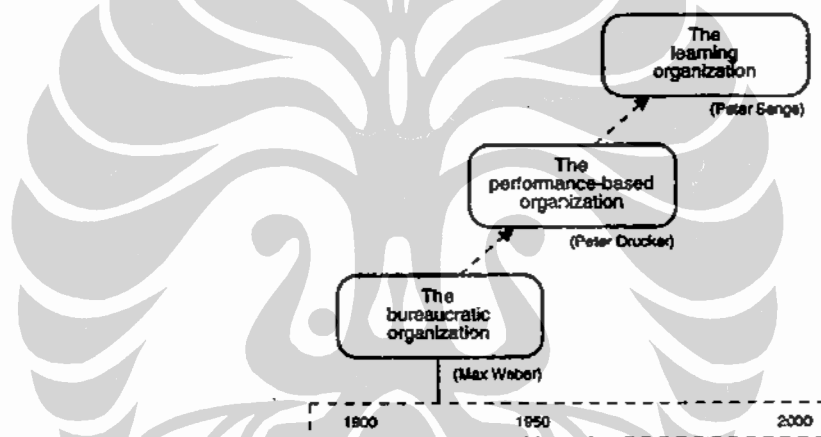 The
learning
organization
(Peter Senge)
The
performance-based
organization
(Peter Drucker)
The
bureaucratic
organization
(Max Weber)
1900 1950 2000